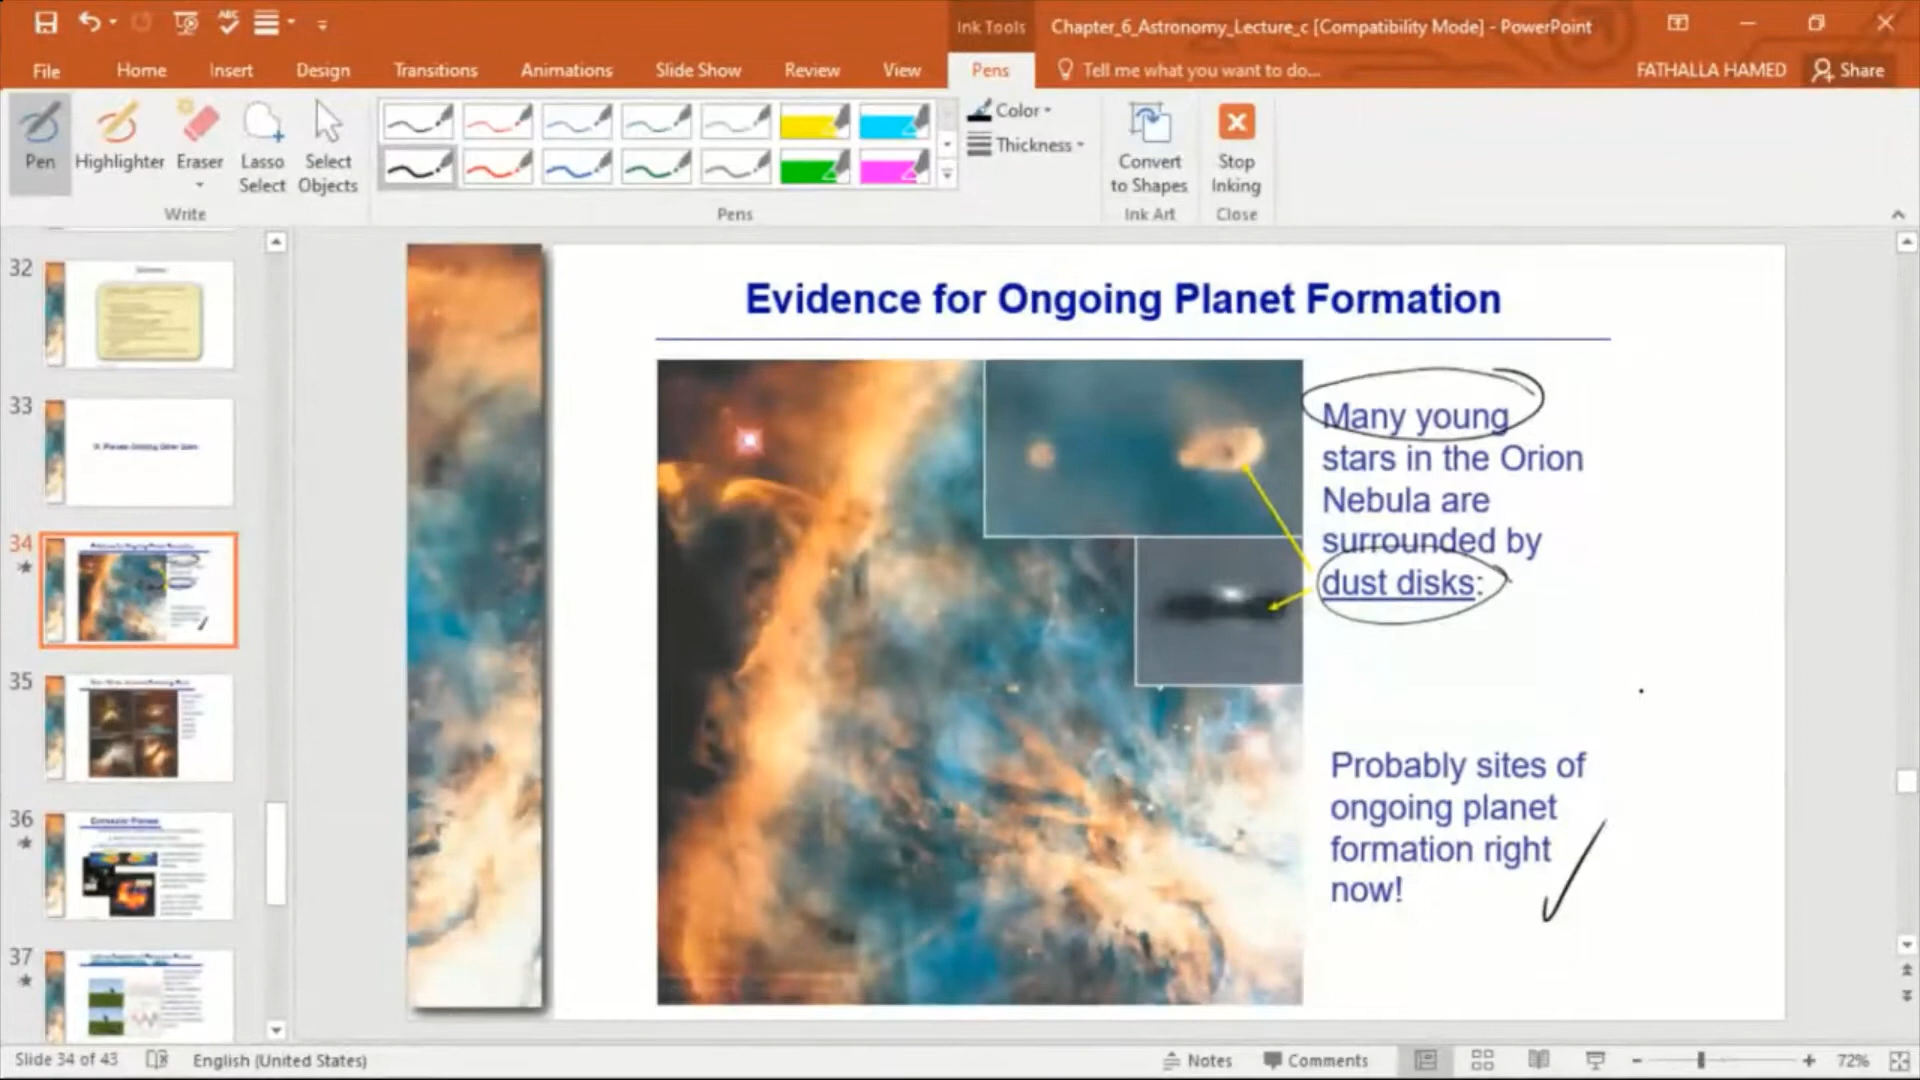 ABC
Ink Tools
Chapter_6_Astronomy_Lecture_c [Compatibility Mode] - PowerPoint
File Home Insert Design Transitions Animations Slide Show Review View Pens Tell me what you want to do... FATHALLA HAMED Share
Pen Highlighter Eraser Lasso Select Select Objects
Color
Thickness
Convert to Shapes
Stop Inking
Write Pens Ink Art Close
32
33
34
35
36
37
Evidence for Ongoing Planet Formation
Many young
stars in the Orion
Nebula are
surrounded by
dust disks:
Probably sites of
ongoing planet
formation right
now!
Slide 34 of 43 English (United States) Notes Comments 72%